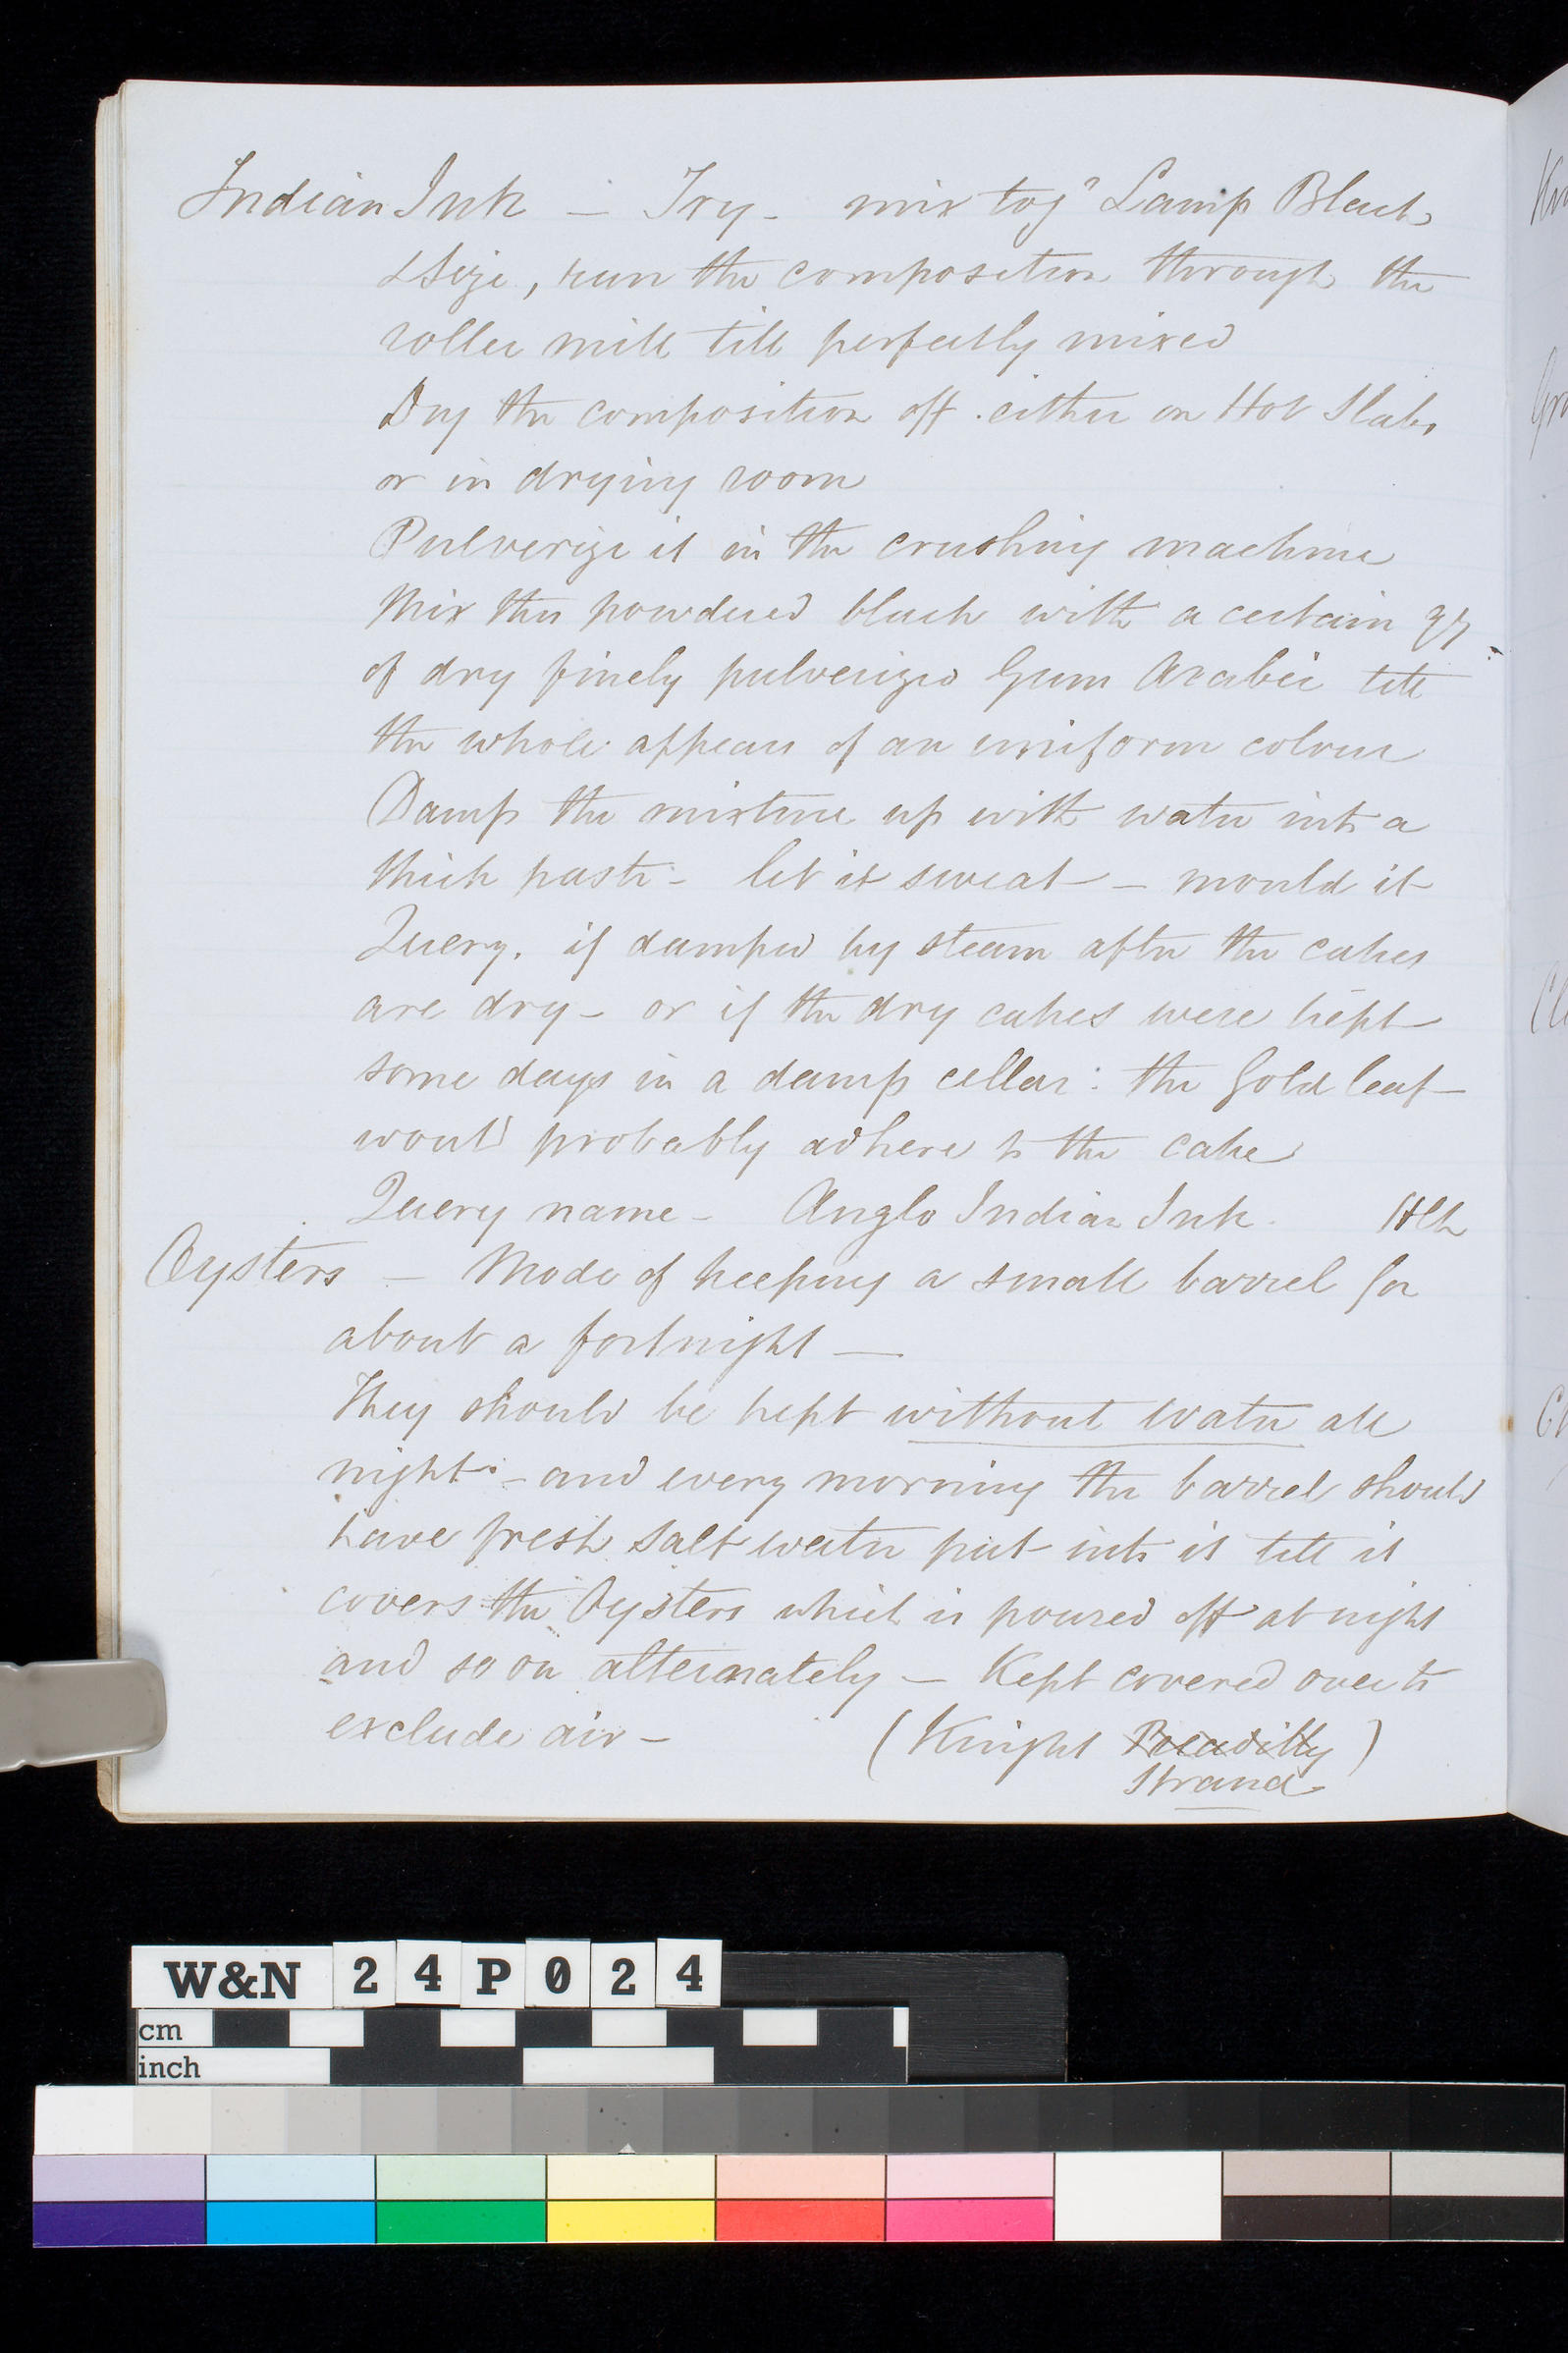 Indian Ink — Try - mix togr Lamp Black
& Size, run the composition through the
roller mill till perfectly mixed
Dry the composition off either on Hot Slabs
or in drying room
Pulverize it in the crushing machine
Mix this powdered black with a certain qy
of dry finely pulverized Gum Arabic till
the whole appears of an uniform colour
Damp the mixture up with water into a
thick paste - let it sweat - mould it
Query. if damped by steam after the cakes
are dry - or if the dry cakes were kept
some days in a damp cellar: the Gold leaf
would probably adhere to the cake
Query name - Anglo Indian Ink.
Oysters — Mode of keeping a small barrel for
about a fortnight —
They should be kept without water all
night - and every morning the barrel should
have fresh salt water put into it till it
covers the Oysters which is poured off at night
and so on alternately — Kept covered over to
exclude air - (Knight Piccadilly)
Strand
W&N 24P024
cm
inch